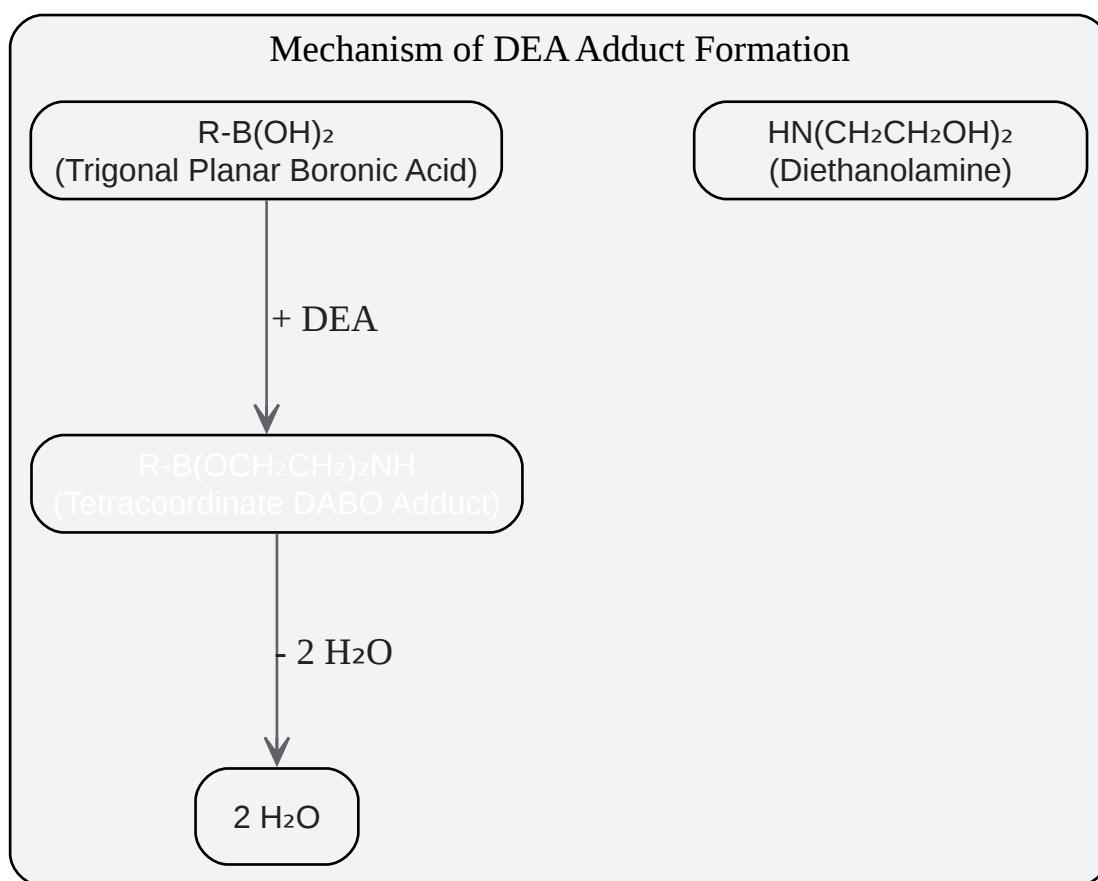 Mechanism of DEA Adduct Formation
R-B(OH)₂
(Trigonal Planar Boronic Acid)
HN(CH₂CH₂OH)₂
(Diethanolamine)
+ DEA
R-B(OCH₂CH₂)₂NH
(Tetracoordinate DABO Adduct)
- 2 H₂O
2 H₂O